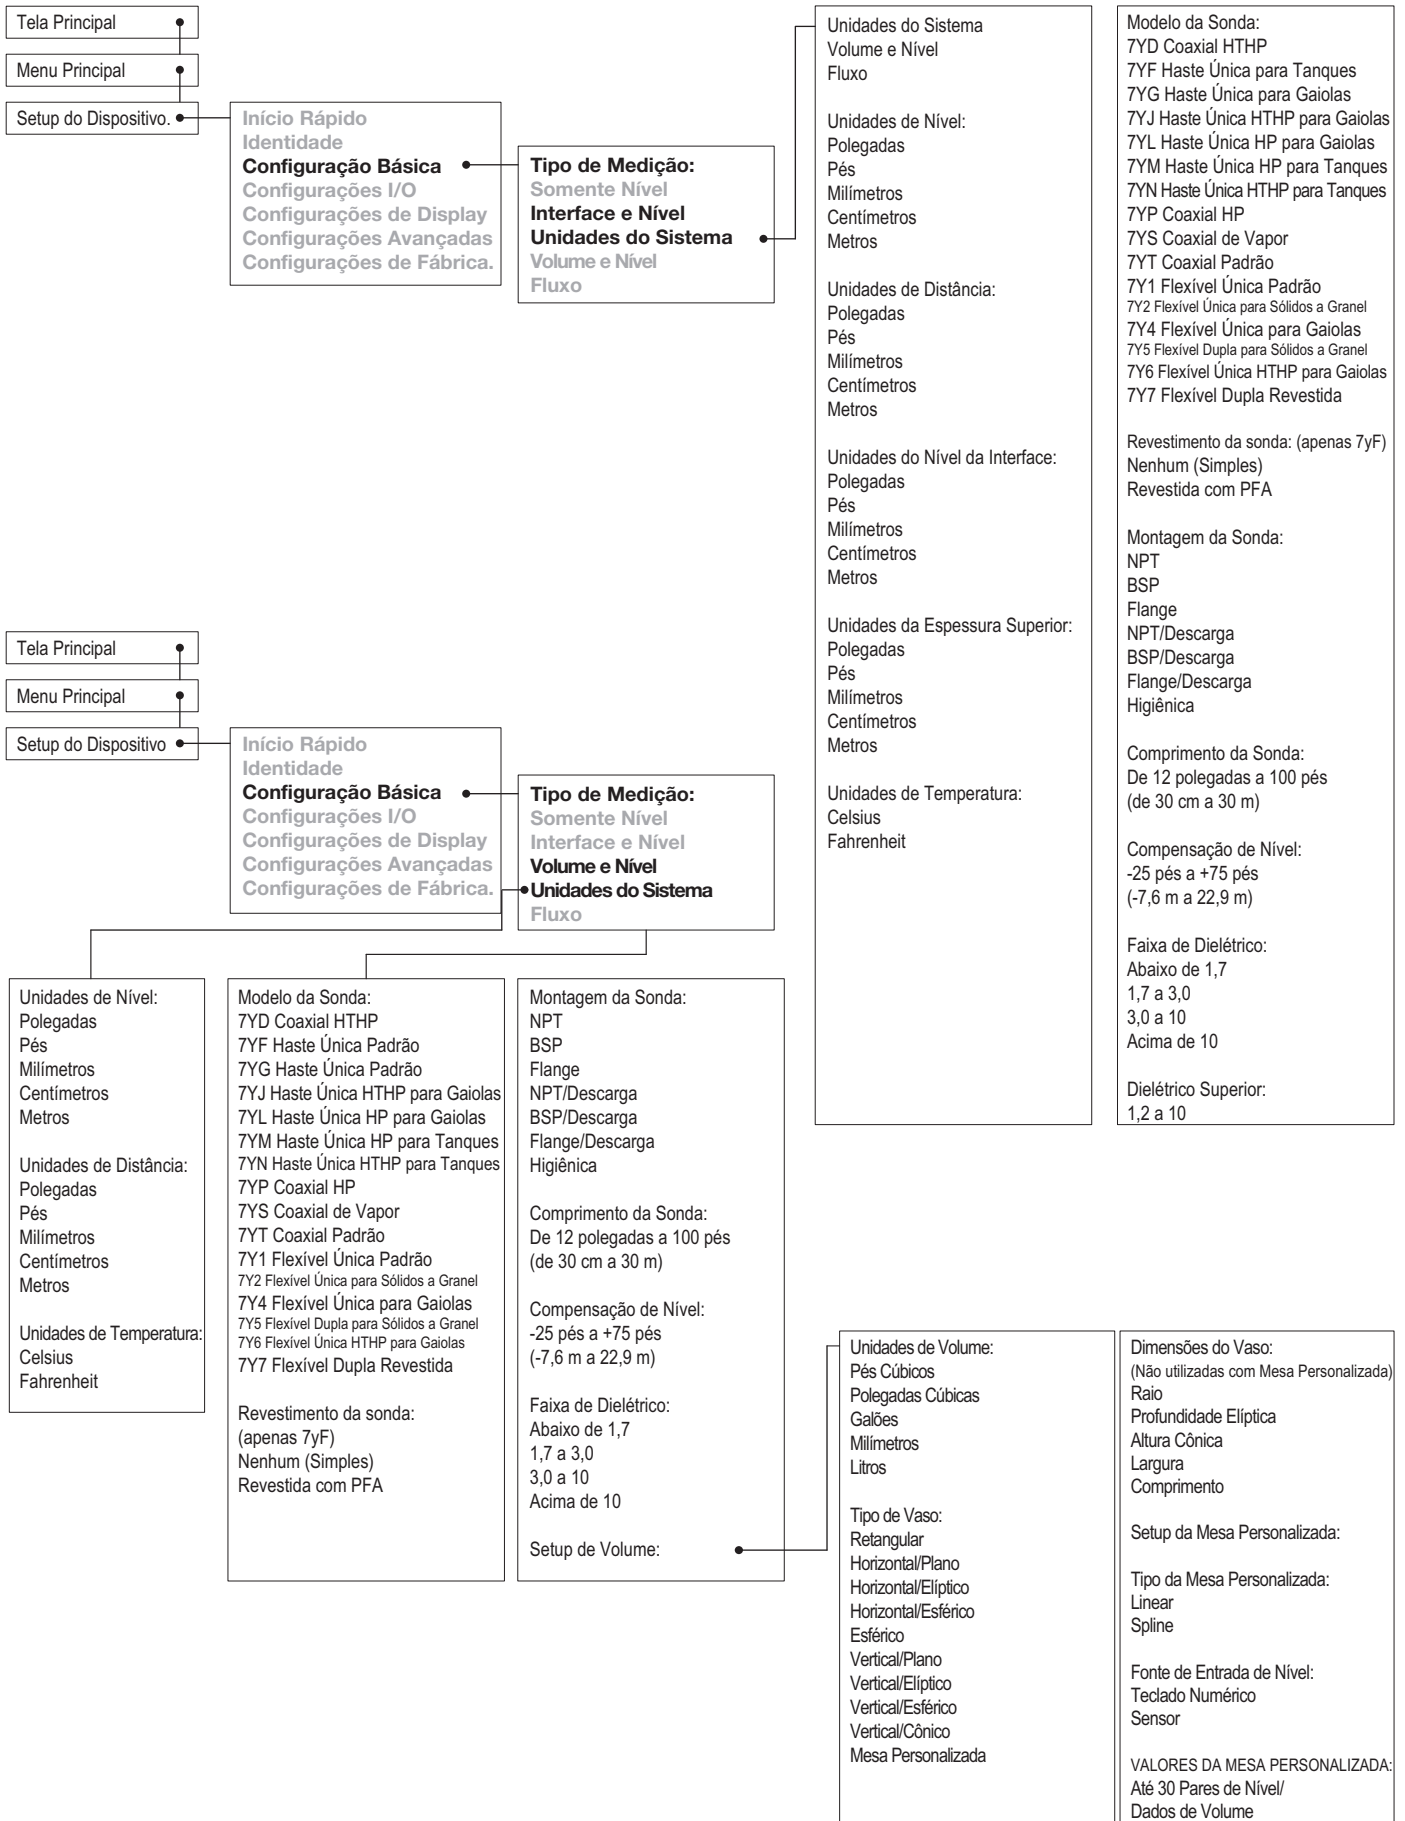 Tela Principal
Menu Principal
Setup do Dispositivo.
Início Rápido
Identidade
Configuração Básica
Configurações I/O
Configurações de Display
Configurações Avançadas
Configurações de Fábrica.
Tipo de Medição:
Somente Nível
Interface e Nível
Unidades do Sistema
Volume e Nível
Fluxo
Unidades do Sistema
Volume e Nível
Fluxo
Unidades de Nível:
Polegadas
Pés
Milímetros
Centímetros
Metros
Unidades de Distância:
Polegadas
Pés
Milímetros
Centímetros
Metros
Unidades do Nível da Interface:
Polegadas
Pés
Milímetros
Centímetros
Metros
Unidades da Espessura Superior:
Polegadas
Pés
Milímetros
Centímetros
Metros
Unidades de Temperatura:
Celsius
Fahrenheit
Modelo da Sonda:
7YD Coaxial HTHP
7YF Haste Única para Tanques
7YG Haste Única para Gaiolas
7YJ Haste Única HTHP para Gaiolas
7YL Haste Única HP para Gaiolas
7YM Haste Única HP para Tanques
7YN Haste Única HTHP para Tanques
7YP Coaxial HP
7YS Coaxial de Vapor
7YT Coaxial Padrão
7Y1 Flexível Única Padrão
7Y2 Flexível Única para Sólidos a Granel
7Y4 Flexível Única para Gaiolas
7Y5 Flexível Dupla para Sólidos a Granel
7Y6 Flexível Única HTHP para Gaiolas
7Y7 Flexível Dupla Revestida
Revestimento da sonda: (apenas 7yF)
Nenhum (Simples)
Revestida com PFA
Montagem da Sonda:
NPT
BSP
Flange
NPT/Descarga
BSP/Descarga
Flange/Descarga
Higiênica
Comprimento da Sonda:
De 12 polegadas a 100 pés
(de 30 cm a 30 m)
Compensação de Nível:
-25 pés a +75 pés
(-7,6 m a 22,9 m)
Faixa de Dielétrico:
Abaixo de 1,7
1,7 a 3,0
3,0 a 10
Acima de 10
Dielétrico Superior:
1,2 a 10
Tela Principal
Menu Principal
Setup do Dispositivo
Início Rápido
Identidade
Configuração Básica
Configurações I/O
Configurações de Display
Configurações Avançadas
Configurações de Fábrica.
Tipo de Medição:
Somente Nível
Interface e Nível
Volume e Nível
Unidades do Sistema
Fluxo
Unidades de Nível:
Polegadas
Pés
Milímetros
Centímetros
Metros
Unidades de Distância:
Polegadas
Pés
Milímetros
Centímetros
Metros
Unidades de Temperatura:
Celsius
Fahrenheit
Modelo da Sonda:
7YD Coaxial HTHP
7YF Haste Única Padrão
7YG Haste Única Padrão
7YJ Haste Única HTHP para Gaiolas
7YL Haste Única HP para Gaiolas
7YM Haste Única HP para Tanques
7YN Haste Única HTHP para Tanques
7YP Coaxial HP
7YS Coaxial de Vapor
7YT Coaxial Padrão
7Y1 Flexível Única Padrão
7Y2 Flexível Única para Sólidos a Granel
7Y4 Flexível Única para Gaiolas
7Y5 Flexível Dupla para Sólidos a Granel
7Y6 Flexível Única HTHP para Gaiolas
7Y7 Flexível Dupla Revestida
Revestimento da sonda:
(apenas 7yF)
Nenhum (Simples)
Revestida com PFA
Montagem da Sonda:
NPT
BSP
Flange
NPT/Descarga
BSP/Descarga
Flange/Descarga
Higiênica
Comprimento da Sonda:
De 12 polegadas a 100 pés
(de 30 cm a 30 m)
Compensação de Nível:
-25 pés a +75 pés
(-7,6 m a 22,9 m)
Faixa de Dielétrico:
Abaixo de 1,7
1,7 a 3,0
3,0 a 10
Acima de 10
Setup de Volume:
Unidades de Volume:
Pés Cúbicos
Polegadas Cúbicas
Galões
Milímetros
Litros
Tipo de Vaso:
Retangular
Horizontal/Plano
Horizontal/Elíptico
Horizontal/Esférico
Esférico
Vertical/Plano
Vertical/Elíptico
Vertical/Esférico
Vertical/Cônico
Mesa Personalizada
Dimensões do Vaso:
(Não utilizadas com Mesa Personalizada)
Raio
Profundidade Elíptica
Altura Cônica
Largura
Comprimento
Setup da Mesa Personalizada:
Tipo da Mesa Personalizada:
Linear
Spline
Fonte de Entrada de Nível:
Teclado Numérico
Sensor
VALORES DA MESA PERSONALIZADA:
Até 30 Pares de Nível/
Dados de Volume